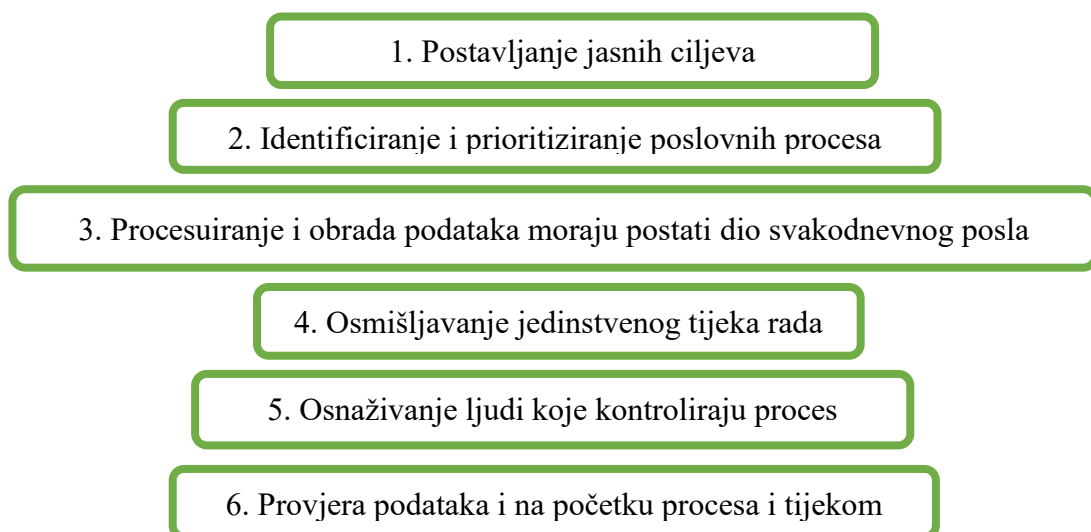 1. Postavljanje jasnih ciljeva
2. Identificiranje i prioritiziranje poslovnih procesa
3. Procesuiranje i obrada podataka moraju postati dio svakodnevnog posla
4. Osmišljavanje jedinstvenog tijeka rada
5. Osnaživanje ljudi koje kontroliraju proces
6. Provjera podataka i na početku procesa i tijekom